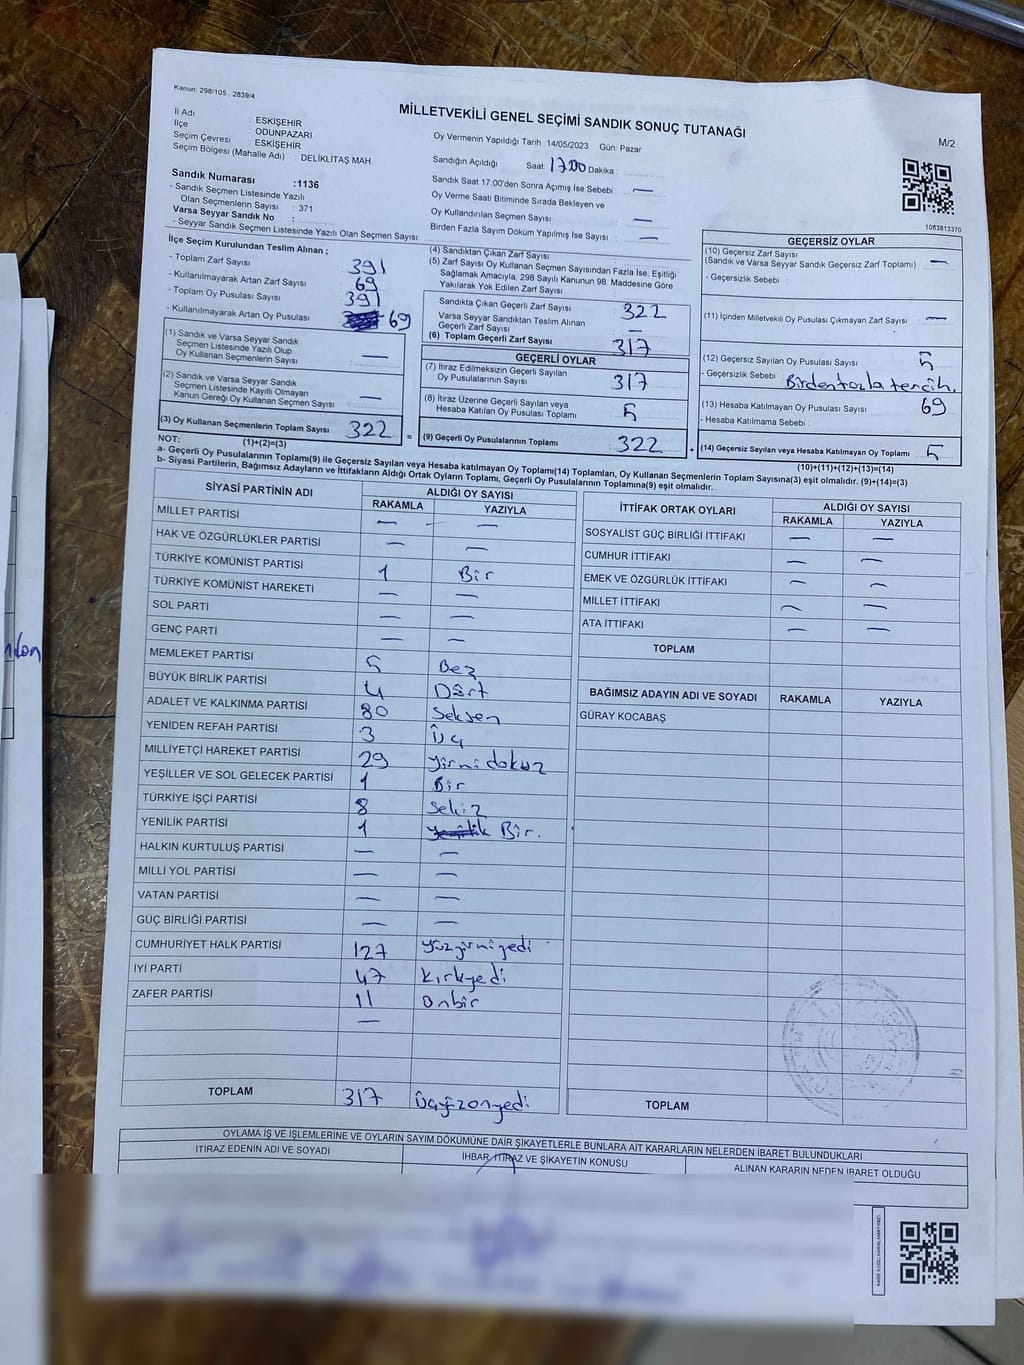 Kanun: 298/105 , 2839/4
MİLLETVEKİLİ GENEL SEÇİMİ SANDIK SONUÇ TUTANAĞI
M/2
İl Adı : ESKİŞEHİR
İlçe : ODUNPAZARI
Seçim Çevresi : ESKİŞEHİR
Seçim Bölgesi (Mahalle Adı) : DELİKLİTAŞ MAH.
Oy Vermenin Yapıldığı Tarih : 14/05/2023 Gün: Pazar
Sandığın Açıldığı Saat: 17.00 Dakika :
Sandık Saat 17.00'den Sonra Açımış İse Sebebi : —
Oy Verme Saati Bitiminde Sırada Bekleyen ve
Oy Kullandırılan Seçmen Sayısı : —
Birden Fazla Sayım Döküm Yapılmış İse Sayısı : —
Sandık Numarası :1136
- Sandık Seçmen Listesinde Yazılı
Olan Seçmenlerin Sayısı : 371
Varsa Seyyar Sandık No :
- Seyyar Sandık Seçmen Listesinde Yazılı Olan Seçmen Sayısı:
1083813370
İlçe Seçim Kurulundan Teslim Alınan ;
- Toplam Zarf Sayısı : 391
- Kullanılmayarak Artan Zarf Sayısı : 69
- Toplam Oy Pusulası Sayısı : 391
- Kullanılmayarak Artan Oy Pusulası : 69
(1) Sandık ve Varsa Seyyar Sandık
Seçmen Listesinde Yazılı Olup
Oy Kullanan Seçmenlerin Sayısı : —
(2) Sandık ve Varsa Seyyar Sandık
Seçmen Listesinde Kayıtlı Olmayan
Kanun Gereği Oy Kullanan Seçmen Sayısı : —
(3) Oy Kullanan Seçmenlerin Toplam Sayısı : 322
(1)+(2)=(3)
(4) Sandıktan Çıkan Zarf Sayısı
(5) Zarf Sayısı Oy Kullanan Seçmen Sayısından Fazla İse, Eşitliği
Sağlamak Amacıyla, 298 Sayılı Kanunun 98. Maddesine Göre
Yakılarak Yok Edilen Zarf Sayısı
Sandıkta Çıkan Geçerli Zarf Sayısı : 322
Varsa Seyyar Sandıktan Teslim Alınan
Geçerli Zarf Sayısı : —
(6) Toplam Geçerli Zarf Sayısı : 317
GEÇERLİ OYLAR
(7) İtiraz Edilmeksizin Geçerli Sayılan
Oy Pusulalarının Sayısı : 317
(8) İtiraz Üzerine Geçerli Sayılan veya
Hesaba Katılan Oy Pusulası Toplamı : 5
= (9) Geçerli Oy Pusulalarının Toplamı : 322
GEÇERSİZ OYLAR
(10) Geçersiz Zarf Sayısı : —
(Sandık ve Varsa Seyyar Sandık Geçersiz Zarf Toplamı)
- Geçersizlik Sebebi :
(11) İçinden Milletvekili Oy Pusulası Çıkmayan Zarf Sayısı : —
(12) Geçersiz Sayılan Oy Pusulası Sayısı : 5
- Geçersizlik Sebebi : Birdenfazla tercih.
(13) Hesaba Katılmayan Oy Pusulası Sayısı : 69
- Hesaba Katılmama Sebebi :
+ (14) Geçersiz Sayılan veya Hesaba Katılmayan Oy Toplamı : 5
(10)+(11)+(12)+(13)=(14)
NOT:
a- Geçerli Oy Pusulalarının Toplamı(9) ile Geçersiz Sayılan veya Hesaba katılmayan Oy Toplamı(14) Toplamları, Oy Kullanan Seçmenlerin Toplam Sayısına(3) eşit olmalıdır. (9)+(14)=(3)
b- Siyasi Partilerin, Bağımsız Adayların ve İttifakların Aldığı Oyların Toplamı, Geçerli Oy Pusulalarının Toplamına(9) eşit olmalıdır.
SİYASİ PARTİNİN ADI ALDIĞI OY SAYISI
RAKAMLA YAZIYLA
MİLLET PARTİSİ — —
HAK VE ÖZGÜRLÜKLER PARTİSİ — —
TÜRKİYE KOMÜNİST PARTİSİ 1 Bir
TÜRKİYE KOMÜNİST HAREKETİ — —
SOL PARTİ — —
GENÇ PARTİ — —
MEMLEKET PARTİSİ 5 Beş
BÜYÜK BİRLİK PARTİSİ 4 Dört
ADALET VE KALKINMA PARTİSİ 80 Seksen
YENİDEN REFAH PARTİSİ 3 Üç
MİLLİYETÇİ HAREKET PARTİSİ 29 yirmi dokuz
YEŞİLLER VE SOL GELECEK PARTİSİ 1 Bir
TÜRKİYE İŞÇİ PARTİSİ 8 Sekiz
YENİLİK PARTİSİ 1 Bir.
HALKIN KURTULUŞ PARTİSİ — —
MİLLİ YOL PARTİSİ — —
VATAN PARTİSİ — —
GÜÇ BİRLİĞİ PARTİSİ — —
CUMHURİYET HALK PARTİSİ 127 yüzyirmiyedi
İYİ PARTİ 47 kırkyedi
ZAFER PARTİSİ 11 onbir
—
TOPLAM 317 üçyüzonyedi
İTTİFAK ORTAK OYLARI ALDIĞI OY SAYISI
RAKAMLA YAZIYLA
SOSYALİST GÜÇ BİRLİĞİ İTTİFAKI — —
CUMHUR İTTİFAKI — —
EMEK VE ÖZGÜRLÜK İTTİFAKI — —
MİLLET İTTİFAKI — —
ATA İTTİFAKI — —
TOPLAM
BAĞIMSIZ ADAYIN ADI VE SOYADI RAKAMLA YAZIYLA
GÜRAY KOCABAŞ
TOPLAM
OYLAMA İŞ VE İŞLEMLERİNE VE OYLARIN SAYIM DÖKÜMÜNE DAİR ŞİKAYETLERLE BUNLARA AİT KARARLARIN NELERDEN İBARET BULUNDUKLARI
İTİRAZ EDENİN ADI VE SOYADI İHBAR, İTİRAZ VE ŞİKAYETİN KONUSU ALINAN KARARIN NEDEN İBARET OLDUĞU